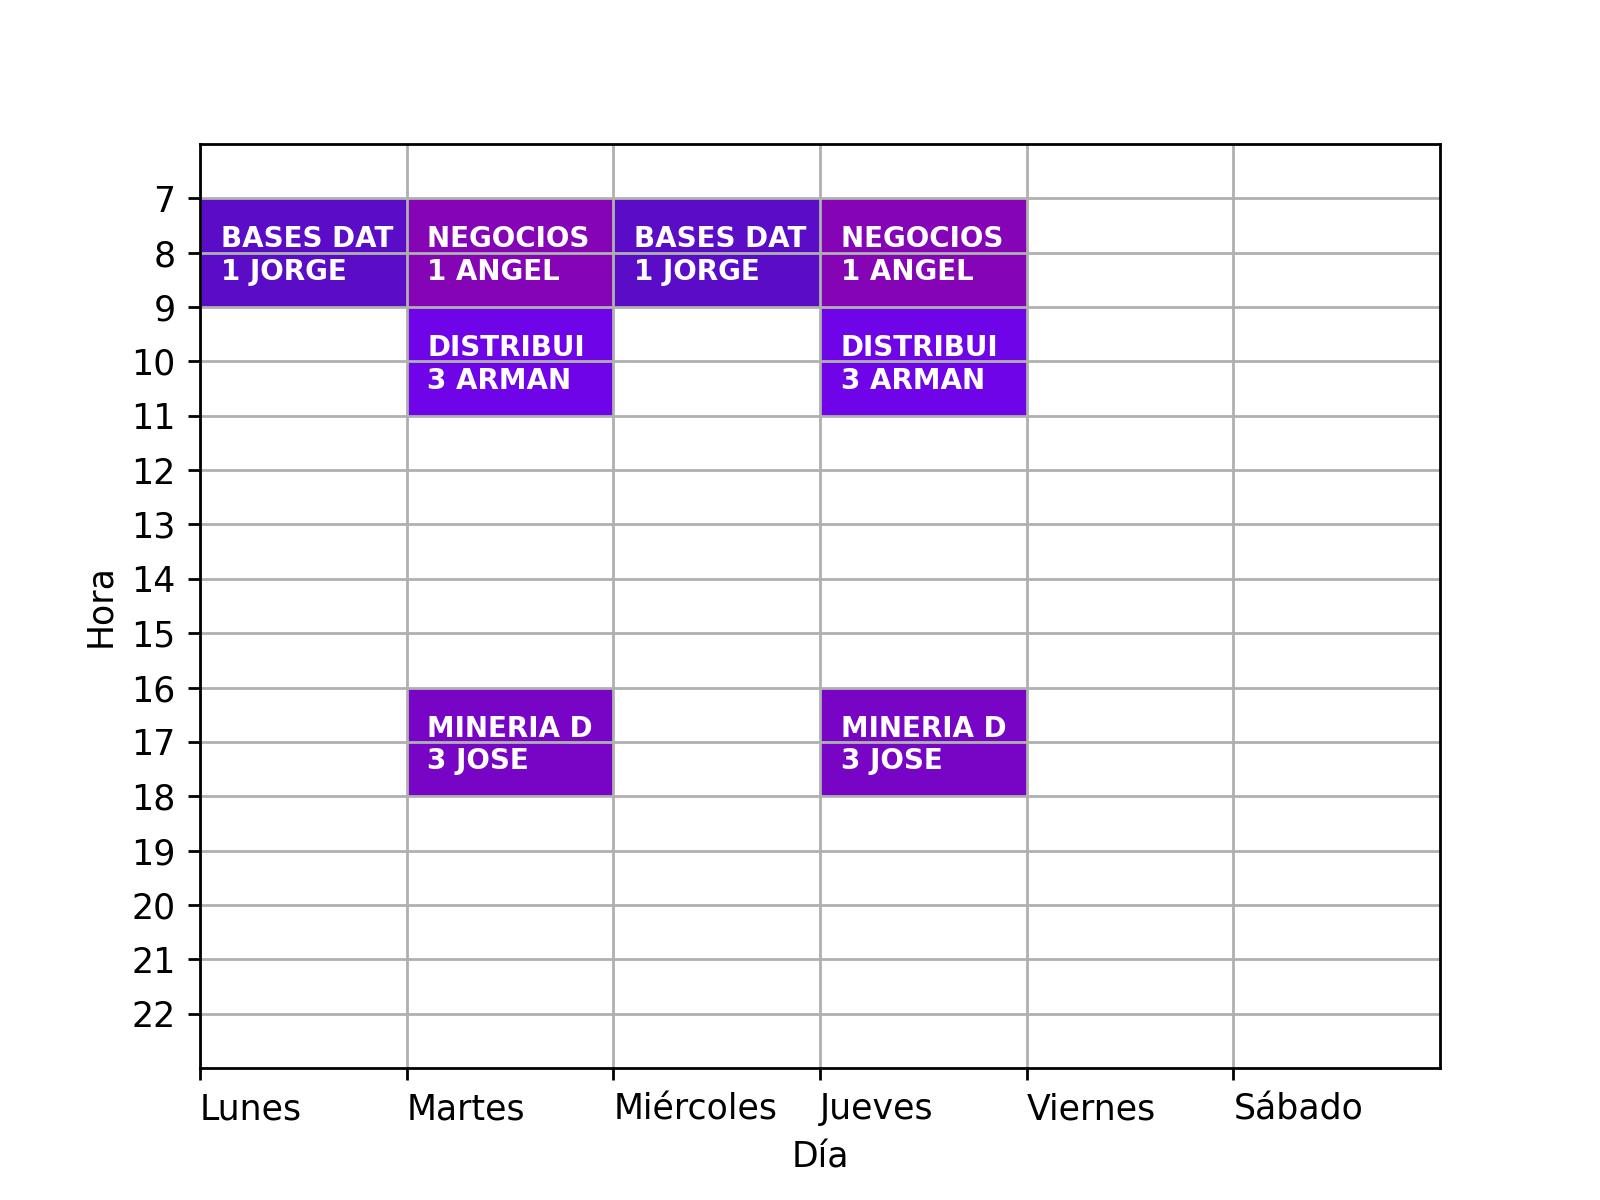 7
8
9
10
11
12
13
14
15
16
17
18
19
20
21
22
Hora
BASES DAT
1 JORGE
NEGOCIOS
1 ANGEL
BASES DAT
1 JORGE
NEGOCIOS
1 ANGEL
DISTRIBUI
3 ARMAN
DISTRIBUI
3 ARMAN
MINERIA D
3 JOSE
MINERIA D
3 JOSE
Lunes
Martes
Miércoles
Jueves
Viernes
Sábado
Día